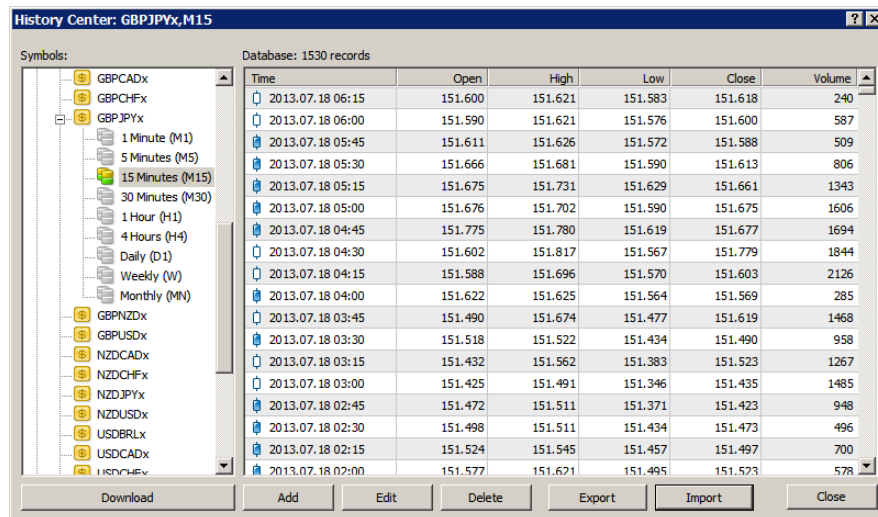 History Center: GBPJPYx,M15
Symbols:
GBPCADx
GBPCHFx
GBPJPYx
1 Minute (M1)
5 Minutes (M5)
15 Minutes (M15)
30 Minutes (M30)
1 Hour (H1)
4 Hours (H4)
Daily (D1)
Weekly (W)
Monthly (MN)
GBPNZDx
GBPUSDx
NZDCADx
NZDCHFx
NZDJPYx
NZDUSDx
USDBRLx
USDCADx
USDCHFx
Database: 1530 records
Time Open High Low Close Volume
2013.07.18 06:15 151.600 151.621 151.583 151.618 240
2013.07.18 06:00 151.590 151.621 151.576 151.600 587
2013.07.18 05:45 151.611 151.626 151.572 151.588 509
2013.07.18 05:30 151.666 151.681 151.590 151.613 806
2013.07.18 05:15 151.675 151.731 151.629 151.661 1343
2013.07.18 05:00 151.676 151.702 151.590 151.675 1606
2013.07.18 04:45 151.775 151.780 151.619 151.677 1694
2013.07.18 04:30 151.602 151.817 151.567 151.779 1844
2013.07.18 04:15 151.588 151.696 151.570 151.603 2126
2013.07.18 04:00 151.622 151.625 151.564 151.569 285
2013.07.18 03:45 151.490 151.674 151.477 151.619 1468
2013.07.18 03:30 151.518 151.522 151.434 151.490 958
2013.07.18 03:15 151.432 151.562 151.383 151.523 1267
2013.07.18 03:00 151.425 151.491 151.346 151.435 1485
2013.07.18 02:45 151.472 151.511 151.371 151.423 948
2013.07.18 02:30 151.498 151.511 151.434 151.473 496
2013.07.18 02:15 151.524 151.545 151.457 151.497 700
2013.07.18 02:00 151.577 151.621 151.495 151.523 578
Download Add Edit Delete Export Import Close